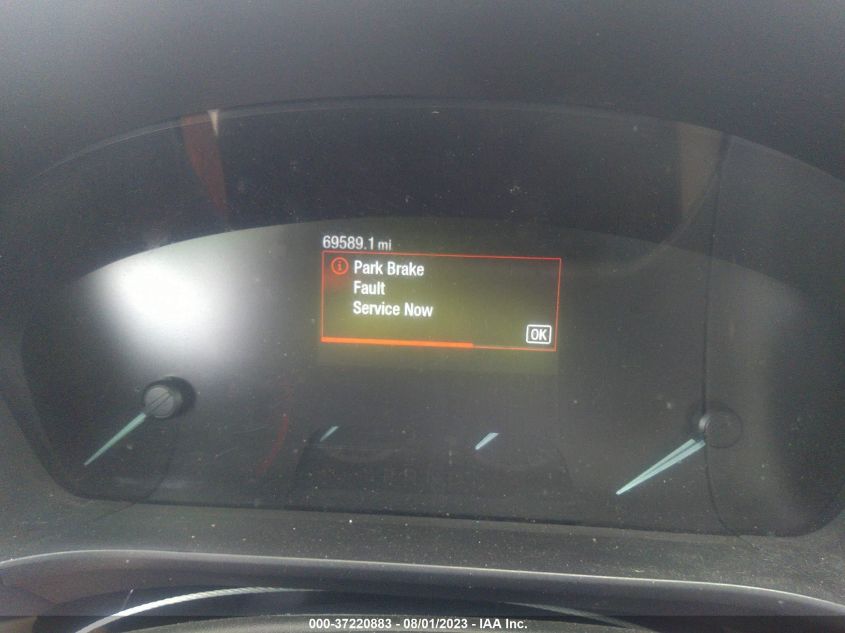 69589.1 mi
Park Brake
Fault
Service Now
OK
000-37220883 - 08/01/2023 - IAA Inc.